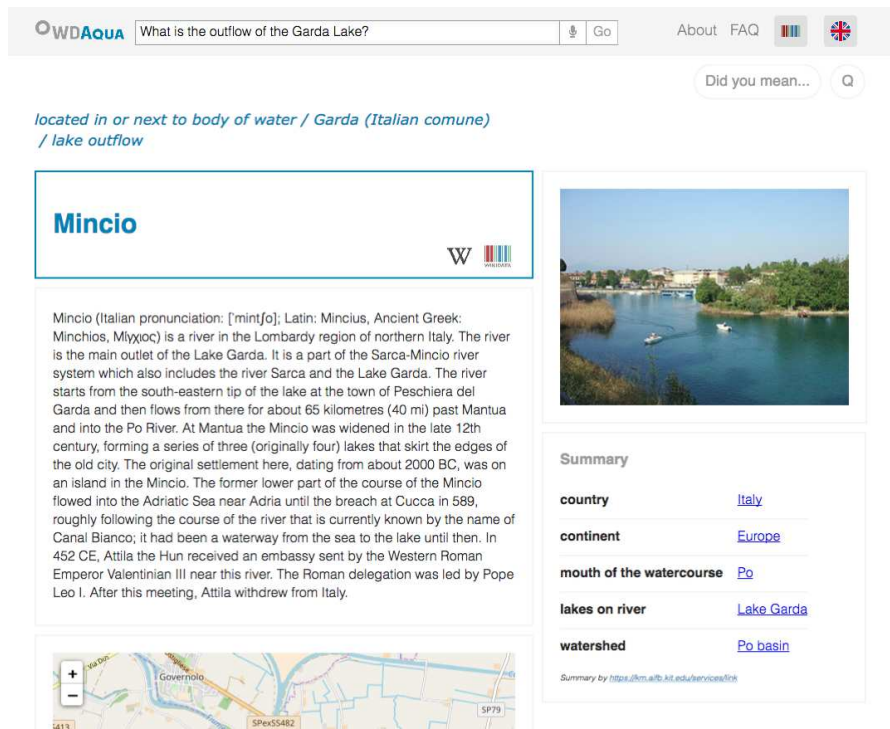 OWDAQUA
What is the outflow of the Garda Lake?
Go
About FAQ
Did you mean... Q
located in or next to body of water / Garda (Italian comune)
/ lake outflow
Mincio
W
WIKIDATA
Mincio (Italian pronunciation: ['mintʃo]; Latin: Mincius, Ancient Greek:
Minchios, Μίγχιος) is a river in the Lombardy region of northern Italy. The river
is the main outlet of the Lake Garda. It is a part of the Sarca-Mincio river
system which also includes the river Sarca and the Lake Garda. The river
starts from the south-eastern tip of the lake at the town of Peschiera del
Garda and then flows from there for about 65 kilometres (40 mi) past Mantua
and into the Po River. At Mantua the Mincio was widened in the late 12th
century, forming a series of three (originally four) lakes that skirt the edges of
the old city. The original settlement here, dating from about 2000 BC, was on
an island in the Mincio. The former lower part of the course of the Mincio
flowed into the Adriatic Sea near Adria until the breach at Cucca in 589,
roughly following the course of the river that is currently known by the name of
Canal Bianco; it had been a waterway from the sea to the lake until then. In
452 CE, Attila the Hun received an embassy sent by the Western Roman
Emperor Valentinian III near this river. The Roman delegation was led by Pope
Leo I. After this meeting, Attila withdrew from Italy.
+
−
Via Don
Governolo
SPexSS482
SP79
413
Summary
country Italy
continent Europe
mouth of the watercourse Po
lakes on river Lake Garda
watershed Po basin
Summary by https://km.aifb.kit.edu/services/link